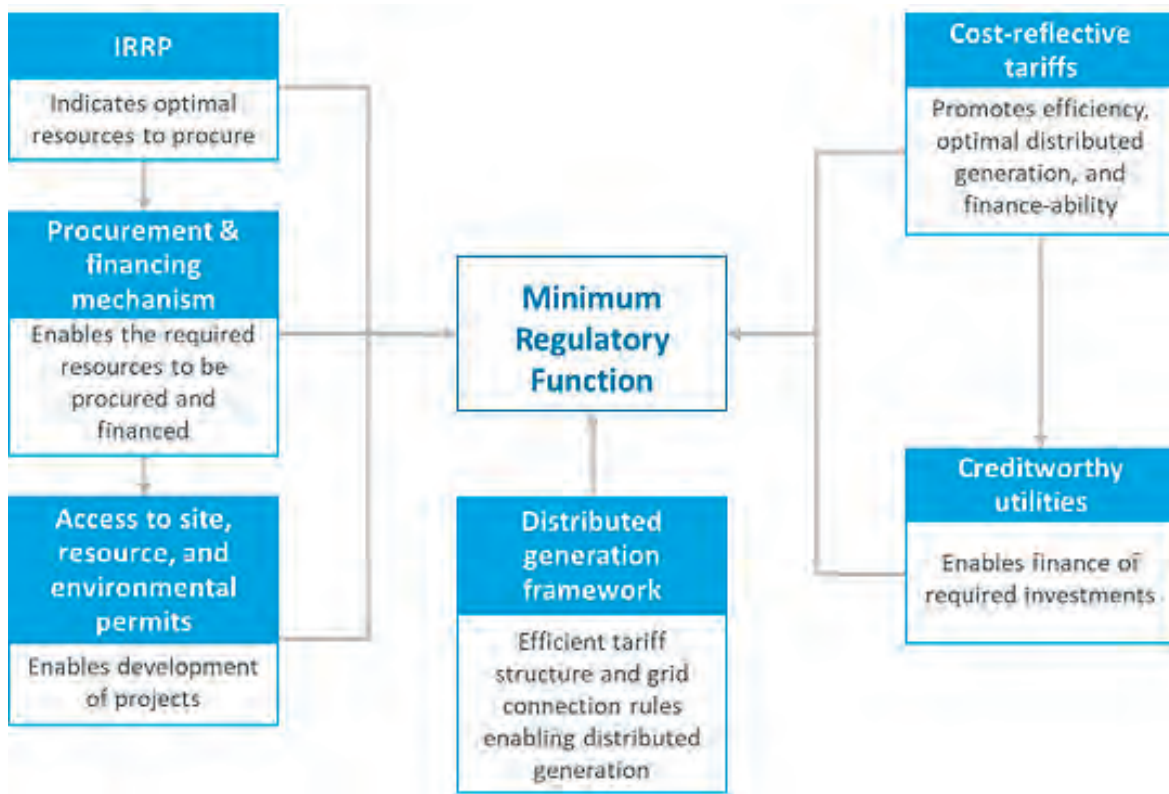 IRRP
Indicates optimal
resources to procure
Procurement &
financing
mechanism
Enables the required
resources to be
procured and
financed
Access to site,
resource, and
environmental
permits
Enables development
of projects
Minimum
Regulatory
Function
Distributed
generation
framework
Efficient tariff
structure and grid
connection rules
enabling distributed
generation
Cost-reflective
tariffs
Promotes efficiency,
optimal distributed
generation, and
finance-ability
Creditworthy
utilities
Enables finance of
required investments